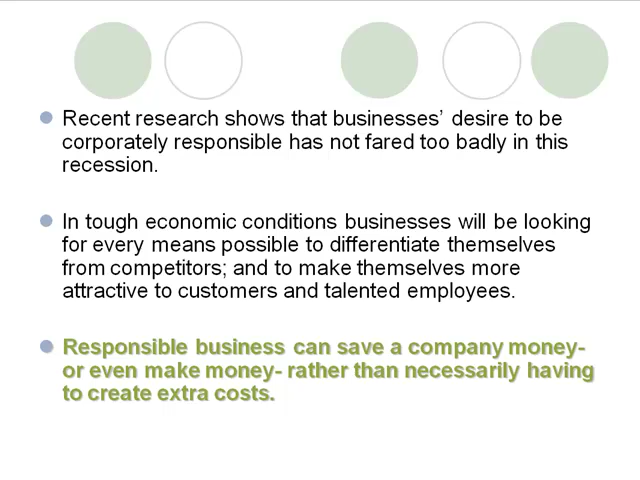 Recent research shows that businesses’ desire to be
corporately responsible has not fared too badly in this
recession.
In tough economic conditions businesses will be looking
for every means possible to differentiate themselves
from competitors; and to make themselves more
attractive to customers and talented employees.
Responsible business can save a company money-
or even make money- rather than necessarily having
to create extra costs.